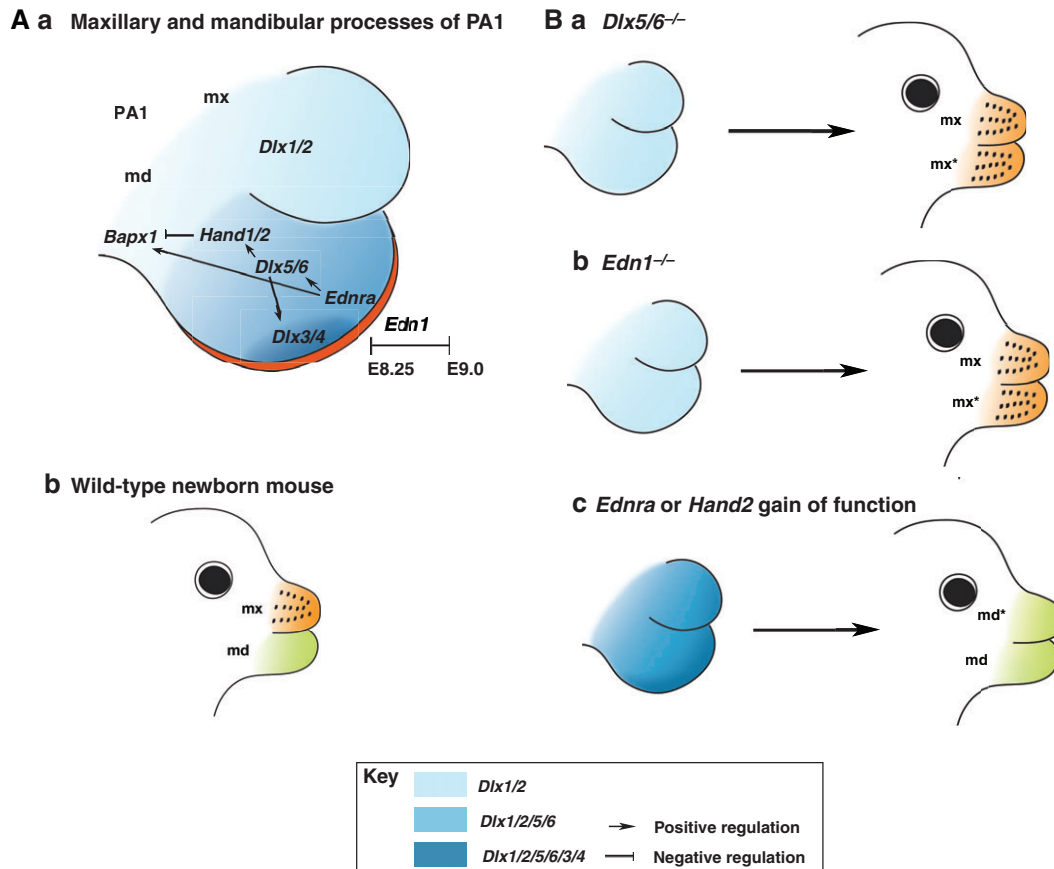 A a Maxillary and mandibular processes of PA1
mx
PA1
Dlx1/2
md
Bapx1
Hand1/2
Dlx5/6
Ednra
Dlx3/4
Edn1
E8.25 E9.0
b Wild-type newborn mouse
mx
md
B a Dlx5/6–/–
mx
mx*
b Edn1–/–
mx
mx*
c Ednra or Hand2 gain of function
md*
md
Key
Dlx1/2
Dlx1/2/5/6
Positive regulation
Dlx1/2/5/6/3/4
Negative regulation